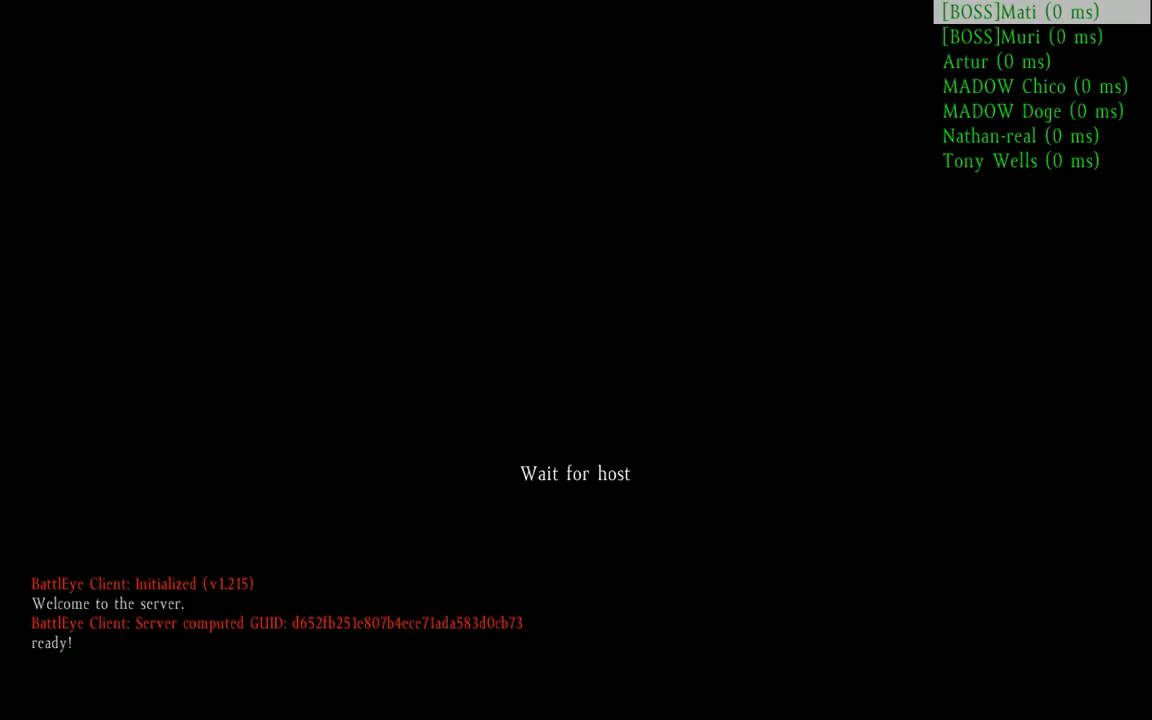 [BOSS]Mati (0 ms)
[BOSS]Muri (0 ms)
Artur (0 ms)
MADOW Chico (0 ms)
MADOW Doge (0 ms)
Nathan-real (0 ms)
Tony Wells (0 ms)
Wait for host
BattlEye Client: Initialized (v1.215)
Welcome to the server.
BattlEye Client: Server computed GUID: d652fb251e807b4ece71ada583d0cb73
ready!